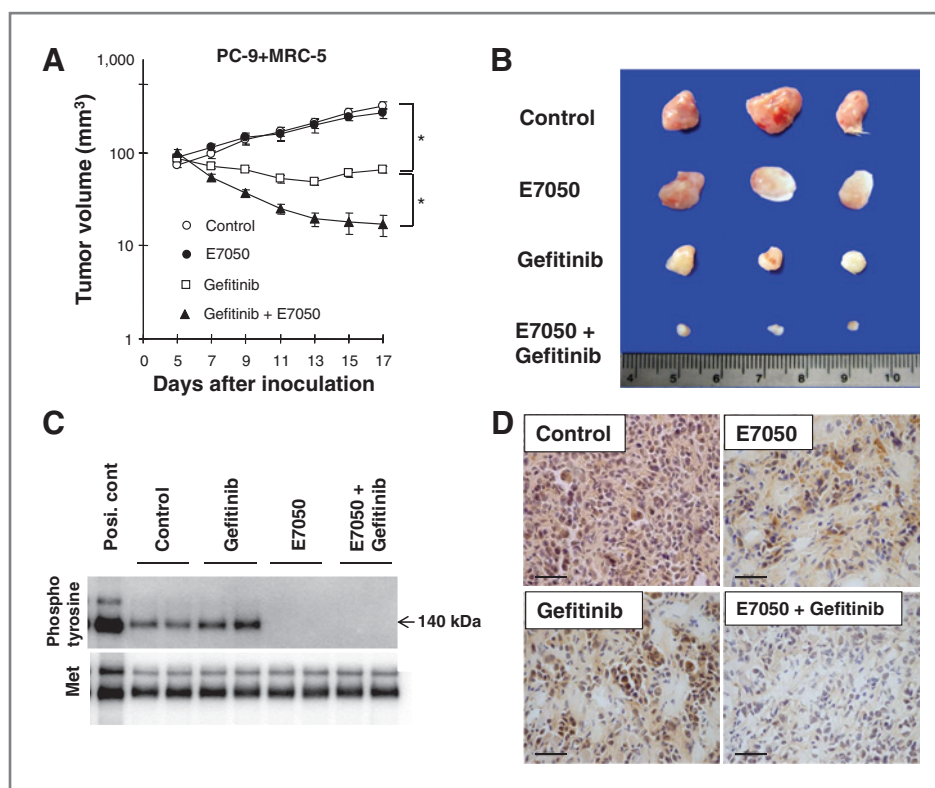 A
PC-9+MRC-5
1,000
100
10
1
Tumor volume (mm³)
Control
E7050
Gefitinib
Gefitinib + E7050
0 5 7 9 11 13 15 17
Days after inoculation
*
*
B
Control
E7050
Gefitinib
E7050 +
Gefitinib
4 5 6 7 8 9 10
C
Posi. cont
Control
Gefitinib
E7050
E7050 +
Gefitinib
Phospho
tyrosine
←140 kDa
Met
D
Control
E7050
Gefitinib
E7050 + Gefitinib